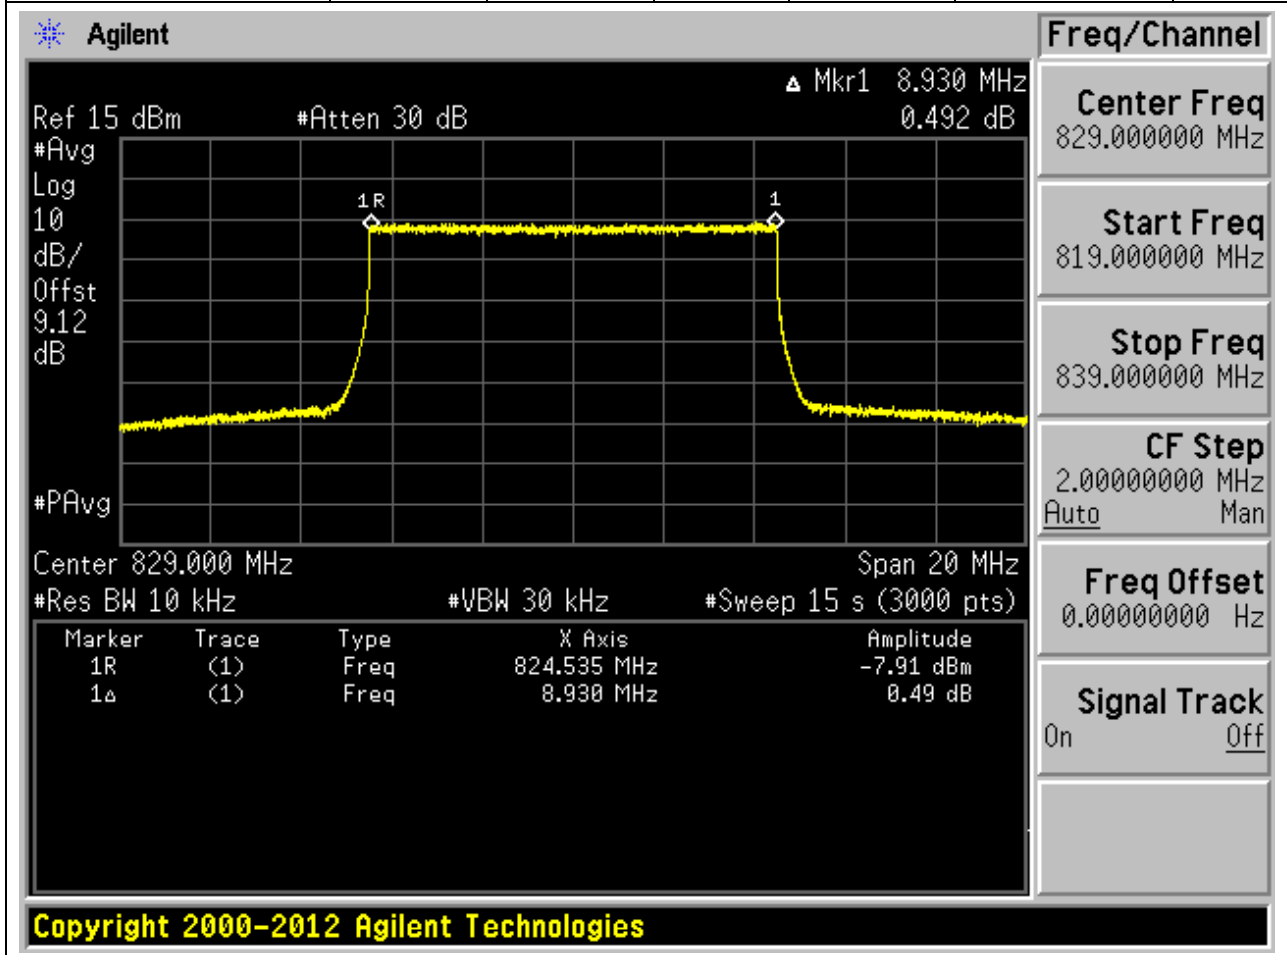 Agilent
Freq/Channel
Δ Mkr1 8.930 MHz
Ref 15 dBm #Atten 30 dB 0.492 dB
#Avg
Log
10
dB/
Offst
9.12
dB
1R
1
#PAvg
Center 829.000 MHz Span 20 MHz
#Res BW 10 kHz #VBW 30 kHz #Sweep 15 s (3000 pts)
Marker Trace Type X Axis Amplitude
1R (1) Freq 824.535 MHz -7.91 dBm
1Δ (1) Freq 8.930 MHz 0.49 dB
Center Freq
829.000000 MHz
Start Freq
819.000000 MHz
Stop Freq
839.000000 MHz
CF Step
2.00000000 MHz
Auto Man
Freq Offset
0.00000000 Hz
Signal Track
On Off
Copyright 2000-2012 Agilent Technologies